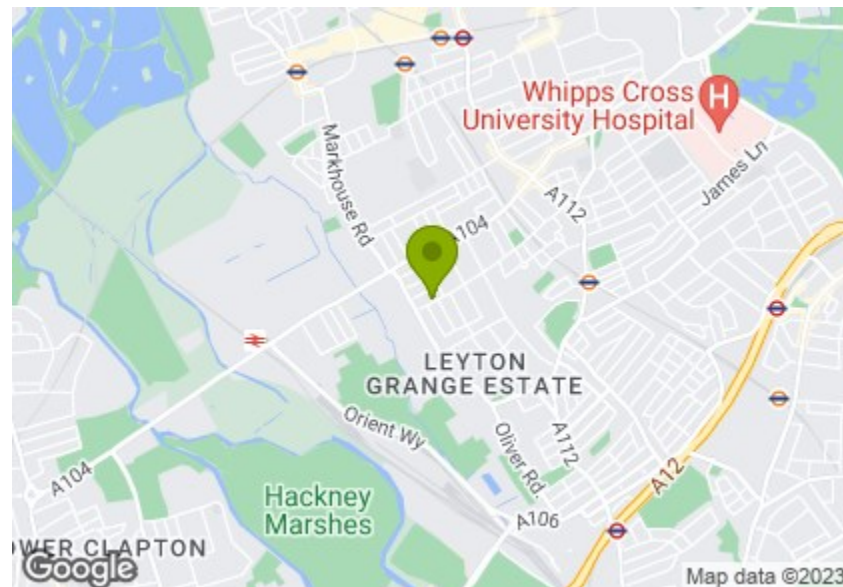 Whipps Cross
University Hospital
H
James Ln
Markhouse Rd
A112
A104
LEYTON
GRANGE ESTATE
Orient Wy
Oliver Rd.
A112
A12
A104
Hackney
Marshes
A106
OWER CLAPTON
Google
Map data ©2023